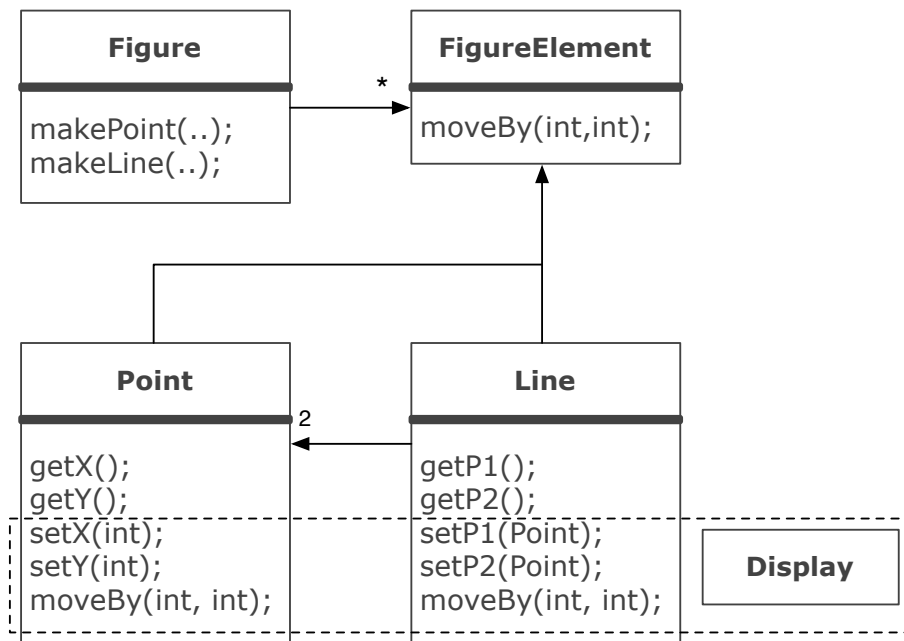 Figure
makePoint(..);
makeLine(..);
*
FigureElement
moveBy(int,int);
Point
getX();
getY();
setX(int);
setY(int);
moveBy(int, int);
2
Line
getP1();
getP2();
setP1(Point);
setP2(Point);
moveBy(int, int);
Display